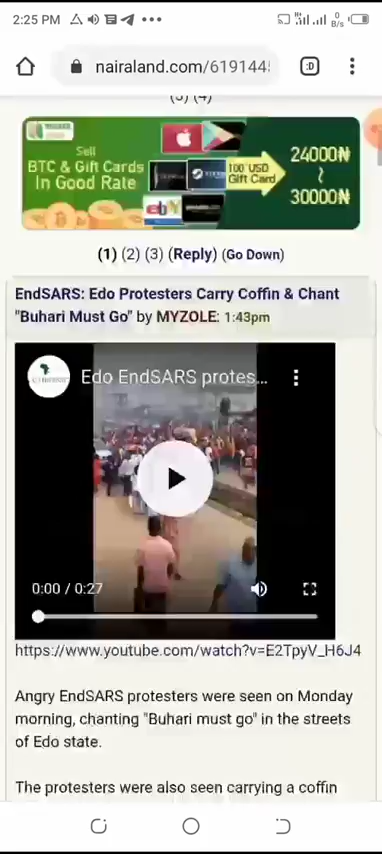 2:25 PM
0
B/s
nairaland.com/6191445
:D
(3) (4)
Sell
BTC & Gift Cards
In Good Rate
ebY
100 USD
Gift Card
24000₦
~
30000₦
(1) (2) (3) (Reply) (Go Down)
EndSARS: Edo Protesters Carry Coffin & Chant
"Buhari Must Go" by MYZOLE: 1:43pm
Edo EndSARS protes...
0:00 / 0:27
https://www.youtube.com/watch?v=E2TpyV_H6J4
Angry EndSARS protesters were seen on Monday
morning, chanting "Buhari must go" in the streets
of Edo state.
The protesters were also seen carrying a coffin